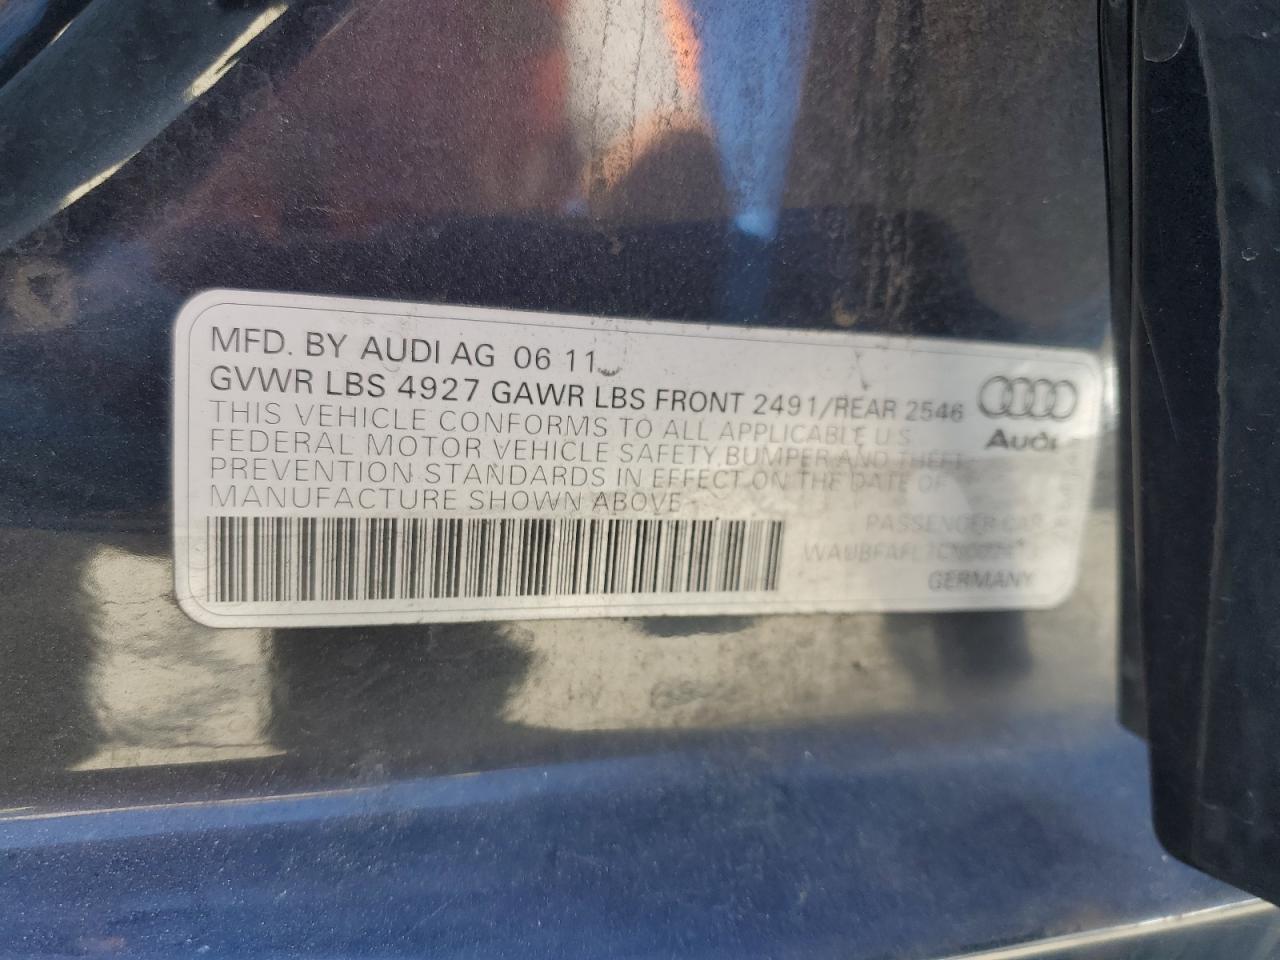 MFD. BY AUDI AG 06 11
GVWR LBS 4927 GAWR LBS FRONT 2491/REAR 2546
Audi
THIS VEHICLE CONFORMS TO ALL APPLICABLE U.S.
FEDERAL MOTOR VEHICLE SAFETY BUMPER AND THEFT
PREVENTION STANDARDS IN EFFECT ON THE DATE OF
MANUFACTURE SHOWN ABOVE
PASSENGER CAR
GERMANY